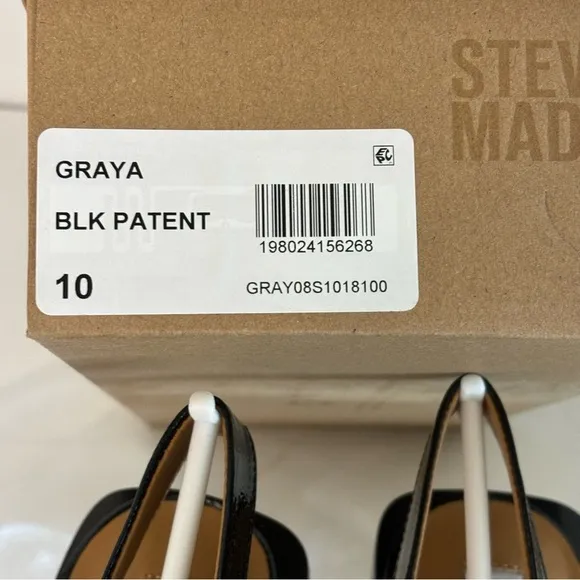 STEV
MAD
GRAYA
BLK PATENT
198024156268
10
GRAY08S1018100